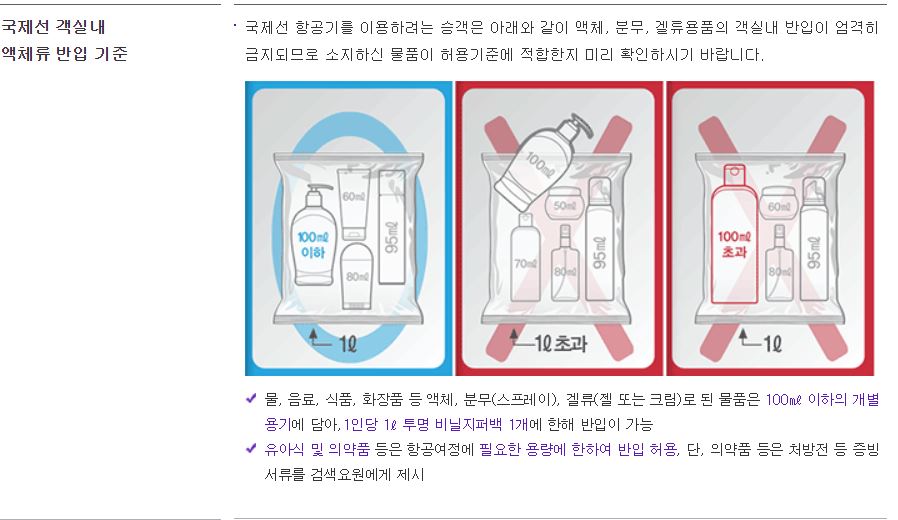 국제선 객실내
액체류 반입 기준
· 국제선 항공기를 이용하려는 승객은 아래와 같이 액체, 분무, 겔류용품의 객실내 반입이 엄격히
금지되므로 소지하신 물품이 허용기준에 적합한지 미리 확인하시기 바랍니다.
100㎖
이하
60㎖
95㎖
80㎖
1ℓ
100㎖
50㎖
70㎖
80㎖
95㎖
1ℓ초과
100㎖
초과
60㎖
80㎖
95㎖
1ℓ
✔ 물, 음료, 식품, 화장품 등 액체, 분무(스프레이), 겔류(젤 또는 크림)로 된 물품은 100㎖ 이하의 개별
용기에 담아, 1인당 1ℓ 투명 비닐지퍼백 1개에 한해 반입이 가능
✔ 유아식 및 의약품 등은 항공여정에 필요한 용량에 한하여 반입 허용. 단, 의약품 등은 처방전 등 증빙
서류를 검색요원에게 제시